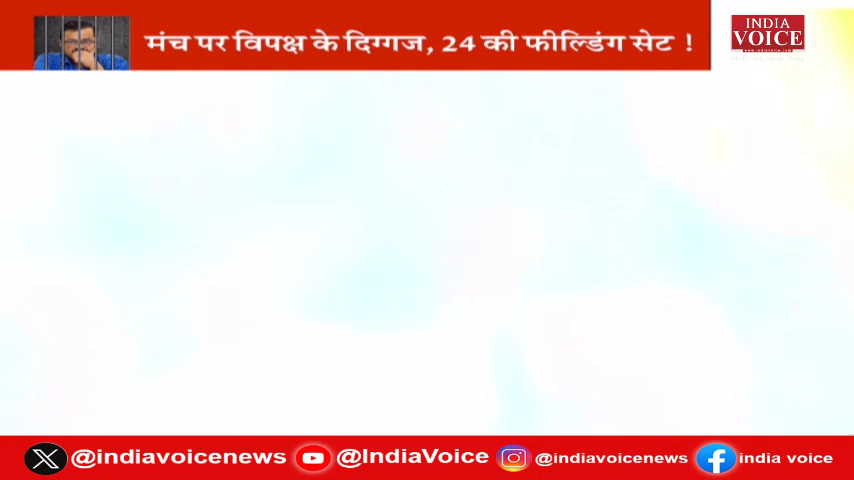 मंच पर विपक्ष के दिग्गज, 24 की फील्डिंग सेट !
INDIA
VOICE
@indiavoicenews @IndiaVoice @indiavoicenews india voice